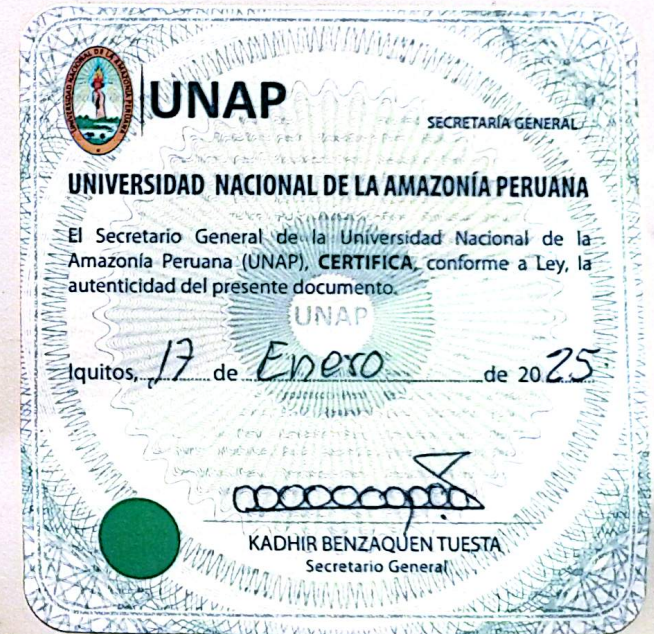 UNAP
SECRETARÍA GENERAL
UNIVERSIDAD NACIONAL DE LA AMAZONÍA PERUANA
El Secretario General de la Universidad Nacional de la
Amazonía Peruana (UNAP), CERTIFICA, conforme a Ley, la
autenticidad del presente documento.
UNAP
Iquitos, 17 de Enero de 2025
KADHIR BENZAQUEN TUESTA
Secretario General